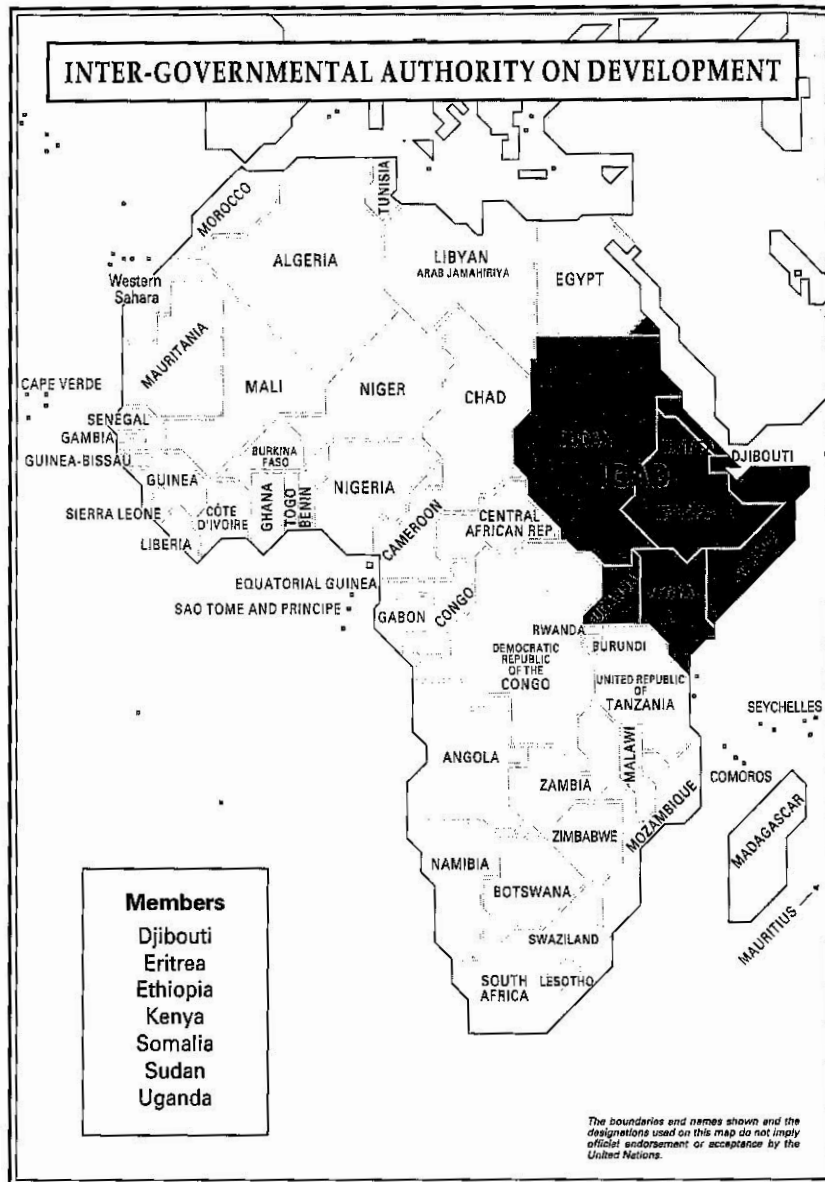 INTER-GOVERNMENTAL AUTHORITY ON DEVELOPMENT
TUNISIA
MOROCCO
ALGERIA
LIBYAN
ARAB JAMAHIRIYA
EGYPT
Western
Sahara
MAURITANIA
MALI
NIGER
CHAD
CAPE VERDE
SENEGAL
GAMBIA
GUINEA-BISSAU
BURKINA
FASO
DJIBOUTI
GUINEA
NIGERIA
SIERRA LEONE
CÔTE
D'IVOIRE
GHANA
TOGO
BENIN
LIBERIA
CAMEROON
CENTRAL
AFRICAN REP.
EQUATORIAL GUINEA
SAO TOME AND PRINCIPE
GABON
CONGO
RWANDA
BURUNDI
DEMOCRATIC
REPUBLIC
OF THE
CONGO
UNITED REPUBLIC
OF
TANZANIA
SEYCHELLES
ANGOLA
MALAWI
COMOROS
ZAMBIA
MOZAMBIQUE
ZIMBABWE
MADAGASCAR
NAMIBIA
BOTSWANA
MAURITIUS
SWAZILAND
SOUTH
AFRICA
LESOTHO
Members
Djibouti
Eritrea
Ethiopia
Kenya
Somalia
Sudan
Uganda
The boundaries and names shown and the
designations used on this map do not imply
official endorsement or acceptance by the
United Nations.